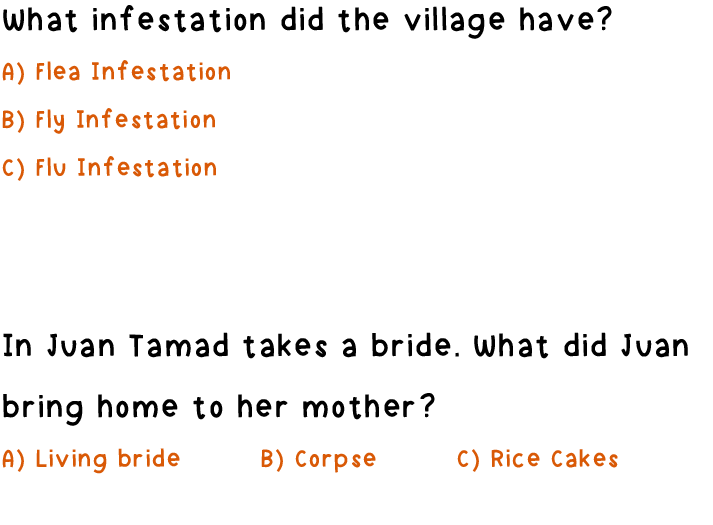 What infestation did the village have?
A) Flea Infestation
B) Fly Infestation
C) Flu Infestation
In Juan Tamad takes a bride. What did Juan
bring home to her mother?
A) Living bride B) Corpse C) Rice Cakes